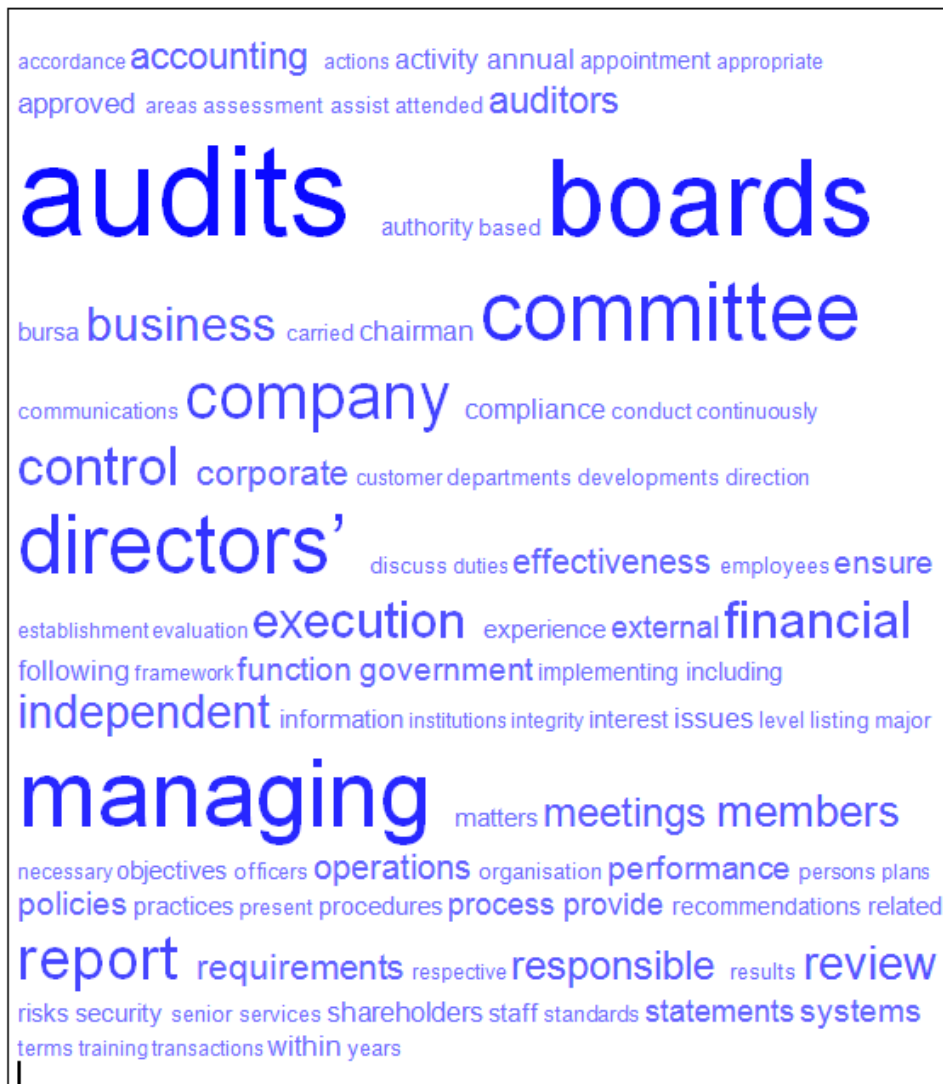 accordance accounting actions activity annual appointment appropriate
approved areas assessment assist attended auditors
audits authority based boards
bursa business carried chairman committee
communications company compliance conduct continuously
control corporate customer departments developments direction
directors’ discuss duties effectiveness employees ensure
establishment evaluation execution experience external financial
following framework function government implementing including
independent information institutions integrity interest issues level listing major
managing matters meetings members
necessary objectives officers operations organisation performance persons plans
policies practices present procedures process provide recommendations related
report requirements respective responsible results review
risks security senior services shareholders staff standards statements systems
terms training transactions within years